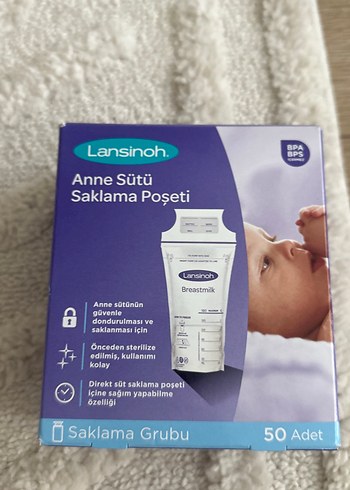 Lansinoh®
BPA
BPS
Anne Sütü
Saklama Poşeti
Lansinoh
Breastmilk
Anne sütünün
güvenle
dondurulması ve
saklanması için
Önceden sterilize
edilmiş, kullanımı
kolay
Direkt süt saklama poşeti
içine sağım yapabilme
özelliği
Saklama Grubu
50 Adet